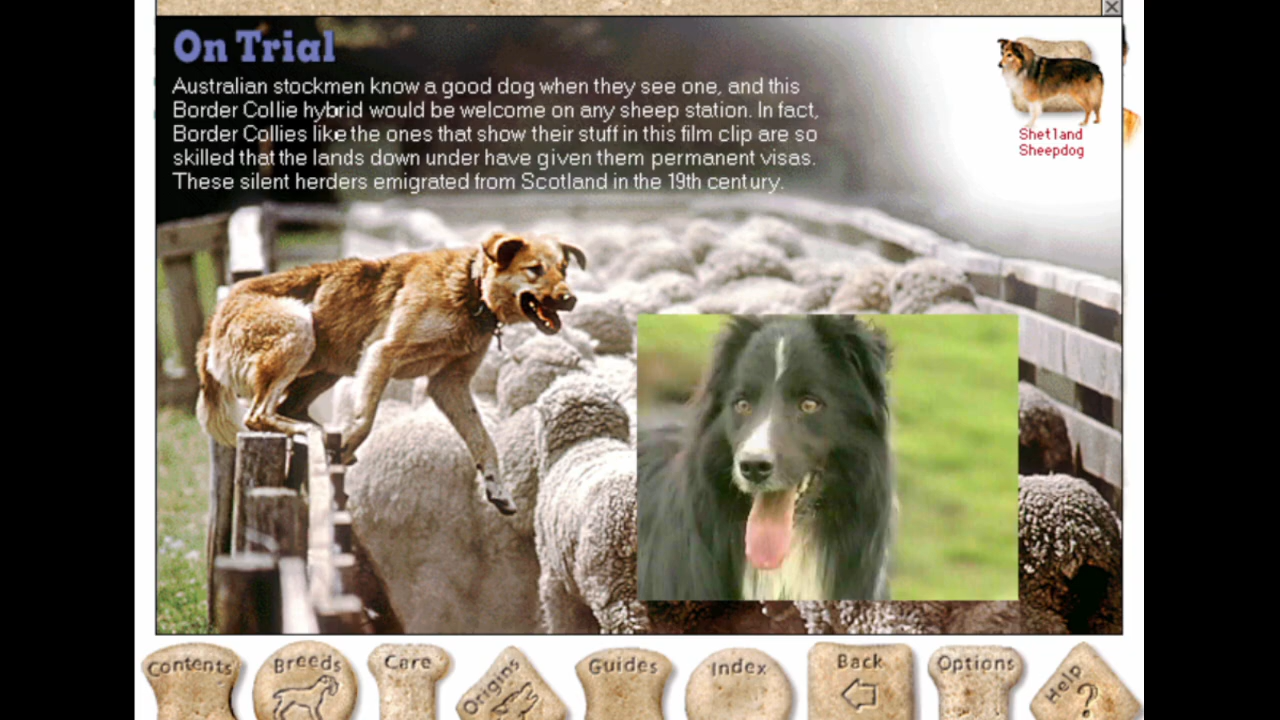 On Trial
Australian stockmen know a good dog when they see one, and this
Border Collie hybrid would be welcome on any sheep station. In fact,
Border Collies like the ones that show their stuff in this film clip are so
skilled that the lands down under have given them permanent visas.
These silent herders emigrated from Scotland in the 19th century.
Shetland
Sheepdog
Contents
Breeds
Care
Origins
Guides
Index
Back
Options
Help
?